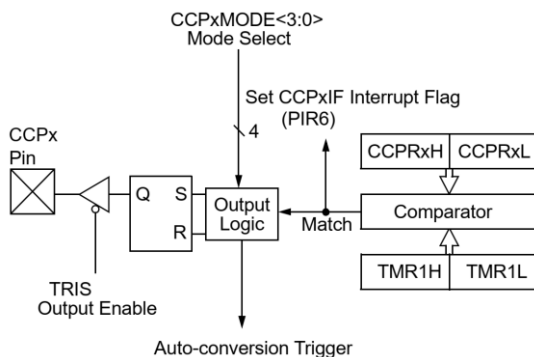 CCPxMODE<3:0>
Mode Select
Set CCPxIF Interrupt Flag
(PIR6)
4
CCPx
Pin
CCPRxH CCPRxL
Q S
R
Output
Logic
Match
Comparator
TMR1H TMR1L
TRIS
Output Enable
Auto-conversion Trigger